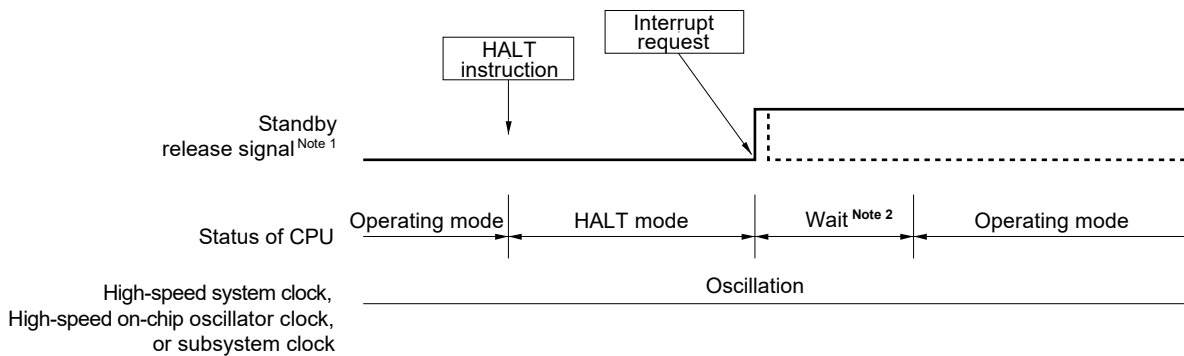 HALT
instruction
Interrupt
request
Standby
release signal Note 1
Status of CPU
Operating mode
HALT mode
Wait Note 2
Operating mode
High-speed system clock,
High-speed on-chip oscillator clock,
or subsystem clock
Oscillation